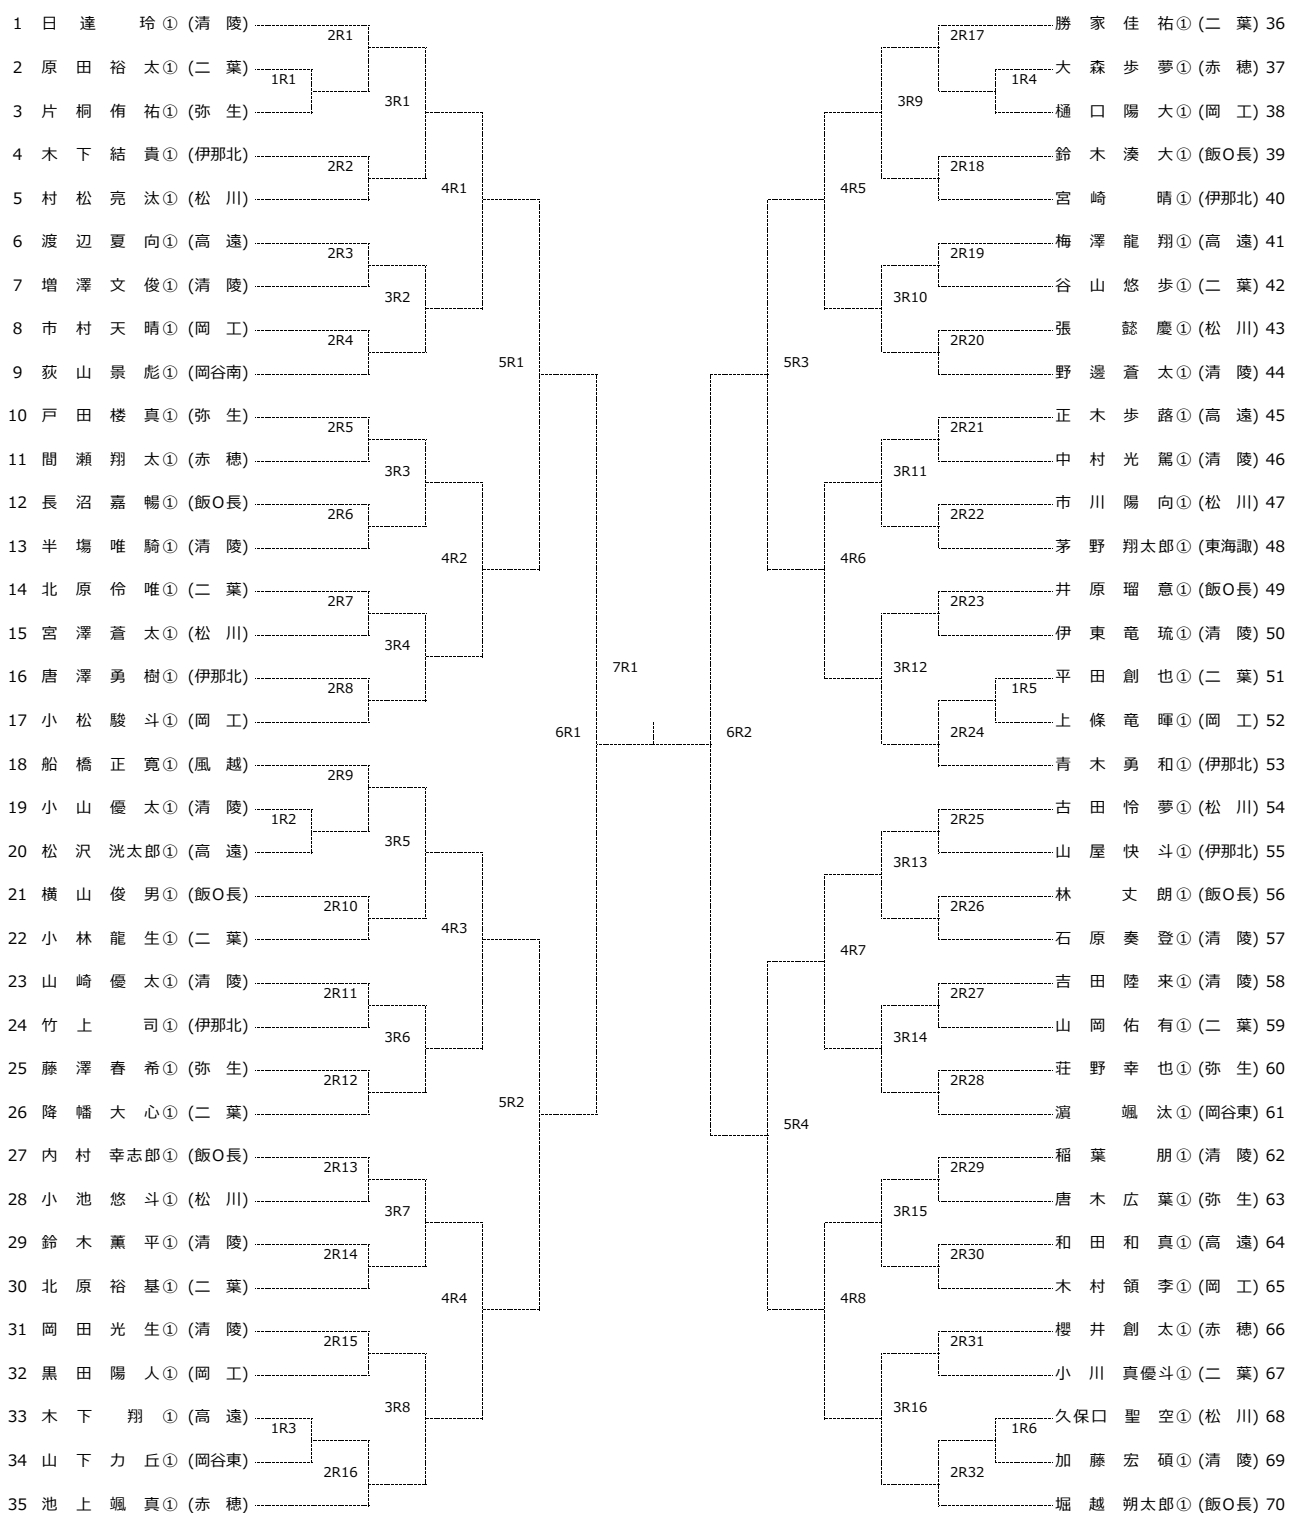 1 日 達 玲 ① (清 陵)
2R1
2 原 田 裕 太① (二 葉)
1R1
3R1
3 片 桐 侑 祐① (弥 生)
4 木 下 結 貴① (伊那北)
2R2
4R1
5 村 松 亮 汰① (松 川)
6 渡 辺 夏 向① (高 遠)
2R3
7 増 澤 文 俊① (清 陵)
3R2
8 市 村 天 晴① (岡 工)
2R4
5R1
9 荻 山 景 彪① (岡谷南)
10 戸 田 楼 真① (弥 生)
2R5
11 間 瀬 翔 太① (赤 穂)
3R3
12 長 沼 嘉 暢① (飯O長)
2R6
13 半 塲 唯 騎① (清 陵)
4R2
14 北 原 伶 唯① (二 葉)
2R7
15 宮 澤 蒼 太① (松 川)
3R4
16 唐 澤 勇 樹① (伊那北)
2R8
7R1
17 小 松 駿 斗① (岡 工)
6R1
18 船 橋 正 寛① (風 越)
2R9
19 小 山 優 太① (清 陵)
1R2
3R5
20 松 沢 洸太郎① (高 遠)
21 横 山 俊 男① (飯O長)
2R10
4R3
22 小 林 龍 生① (二 葉)
23 山 崎 優 太① (清 陵)
2R11
24 竹 上 司① (伊那北)
3R6
25 藤 澤 春 希① (弥 生)
2R12
5R2
26 降 幡 大 心① (二 葉)
27 内 村 幸志郎① (飯O長)
2R13
28 小 池 悠 斗① (松 川)
3R7
29 鈴 木 薫 平① (清 陵)
2R14
30 北 原 裕 基① (二 葉)
4R4
31 岡 田 光 生① (清 陵)
2R15
32 黒 田 陽 人① (岡 工)
3R8
33 木 下 翔 ① (高 遠)
1R3
34 山 下 力 丘① (岡谷東)
2R16
35 池 上 颯 真① (赤 穂)
勝 家 佳 祐① (二 葉) 36
2R17
大 森 歩 夢① (赤 穂) 37
1R4
3R9
樋 口 陽 大① (岡 工) 38
鈴 木 湊 大① (飯O長) 39
2R18
4R5
宮 崎 晴① (伊那北) 40
梅 澤 龍 翔① (高 遠) 41
2R19
谷 山 悠 歩① (二 葉) 42
3R10
張 懿 慶① (松 川) 43
2R20
5R3
野 邊 蒼 太① (清 陵) 44
正 木 歩 蕗① (高 遠) 45
2R21
中 村 光 駕① (清 陵) 46
3R11
市 川 陽 向① (松 川) 47
2R22
茅 野 翔太郎① (東海諏) 48
4R6
井 原 瑠 意① (飯O長) 49
2R23
伊 東 竜 琉① (清 陵) 50
3R12
平 田 創 也① (二 葉) 51
1R5
上 條 竜 暉① (岡 工) 52
2R24
6R2
青 木 勇 和① (伊那北) 53
古 田 怜 夢① (松 川) 54
2R25
山 屋 快 斗① (伊那北) 55
3R13
林 丈 朗① (飯O長) 56
2R26
石 原 奏 登① (清 陵) 57
4R7
吉 田 陸 来① (清 陵) 58
2R27
山 岡 佑 有① (二 葉) 59
3R14
荘 野 幸 也① (弥 生) 60
2R28
濵 颯 汰① (岡谷東) 61
5R4
稲 葉 朋① (清 陵) 62
2R29
唐 木 広 葉① (弥 生) 63
3R15
和 田 和 真① (高 遠) 64
2R30
木 村 領 李① (岡 工) 65
4R8
櫻 井 創 太① (赤 穂) 66
2R31
小 川 真優斗① (二 葉) 67
3R16
久保口 聖 空① (松 川) 68
1R6
加 藤 宏 碩① (清 陵) 69
2R32
堀 越 朔太郎① (飯O長) 70